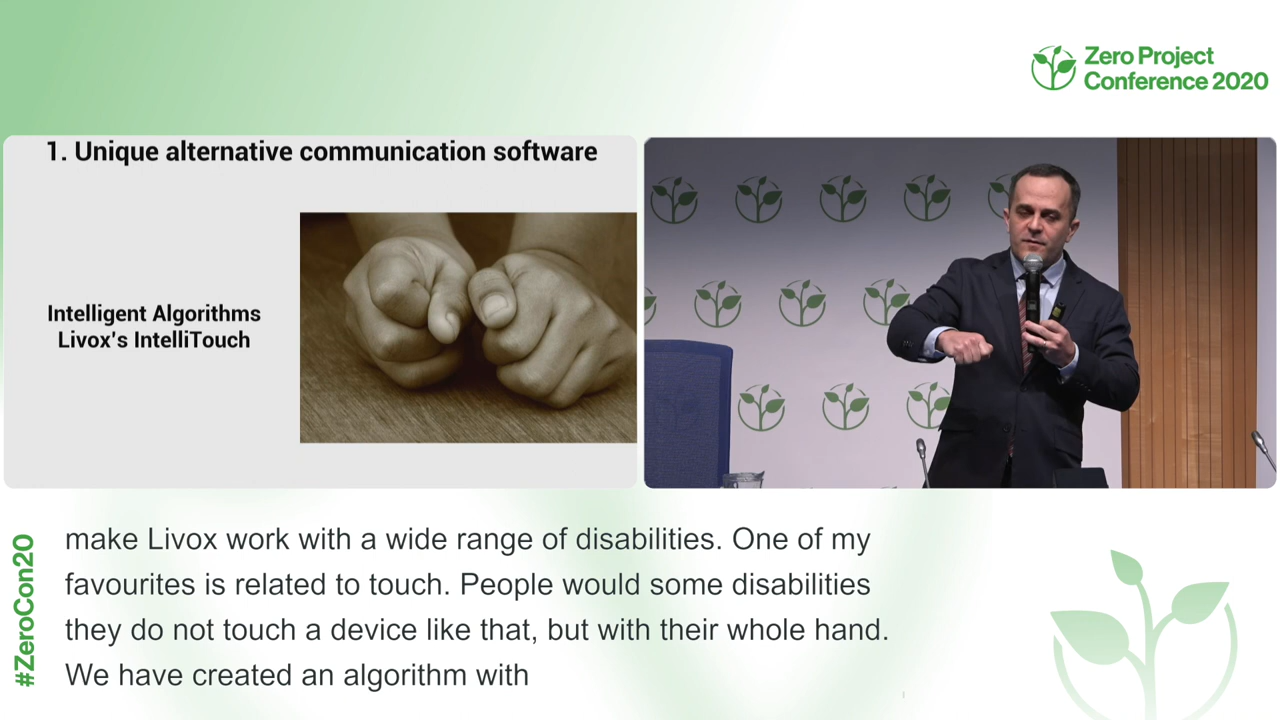 Zero Project
Conference 2020
1. Unique alternative communication software
Intelligent Algorithms
Livox's IntelliTouch
#ZeroCon20
make Livox work with a wide range of disabilities. One of my
favourites is related to touch. People would some disabilities
they do not touch a device like that, but with their whole hand.
We have created an algorithm with